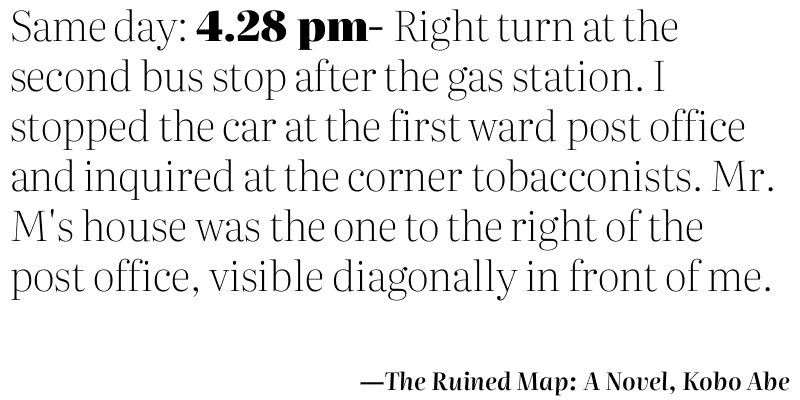 Same day: 4.28 pm- Right turn at the
second bus stop after the gas station. I
stopped the car at the first ward post office
and inquired at the corner tobacconists. Mr.
M's house was the one to the right of the
post office, visible diagonally in front of me.
—The Ruined Map: A Novel, Kobo Abe